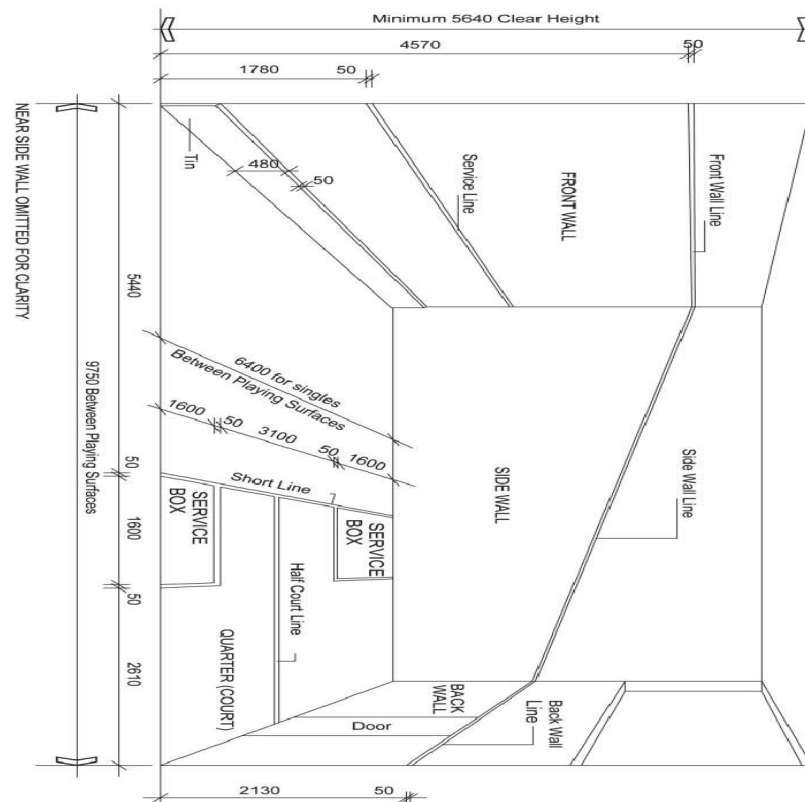 Minimum 5640 Clear Height
4570
50
1780
50
NEAR SIDE WALL OMITTED FOR CLARITY
Tin
480
50
Service Line
FRONT WALL
Front Wall Line
5440
9750 Between Playing Surfaces
6400 for singles
Between Playing Surfaces
1600
50
3100
50
1600
50
Short Line
SERVICE
BOX
SERVICE
BOX
1600
Half Court Line
SIDE WALL
Side Wall Line
50
QUARTER (COURT)
2610
BACK
WALL
Back Wall
Line
Door
2130
50